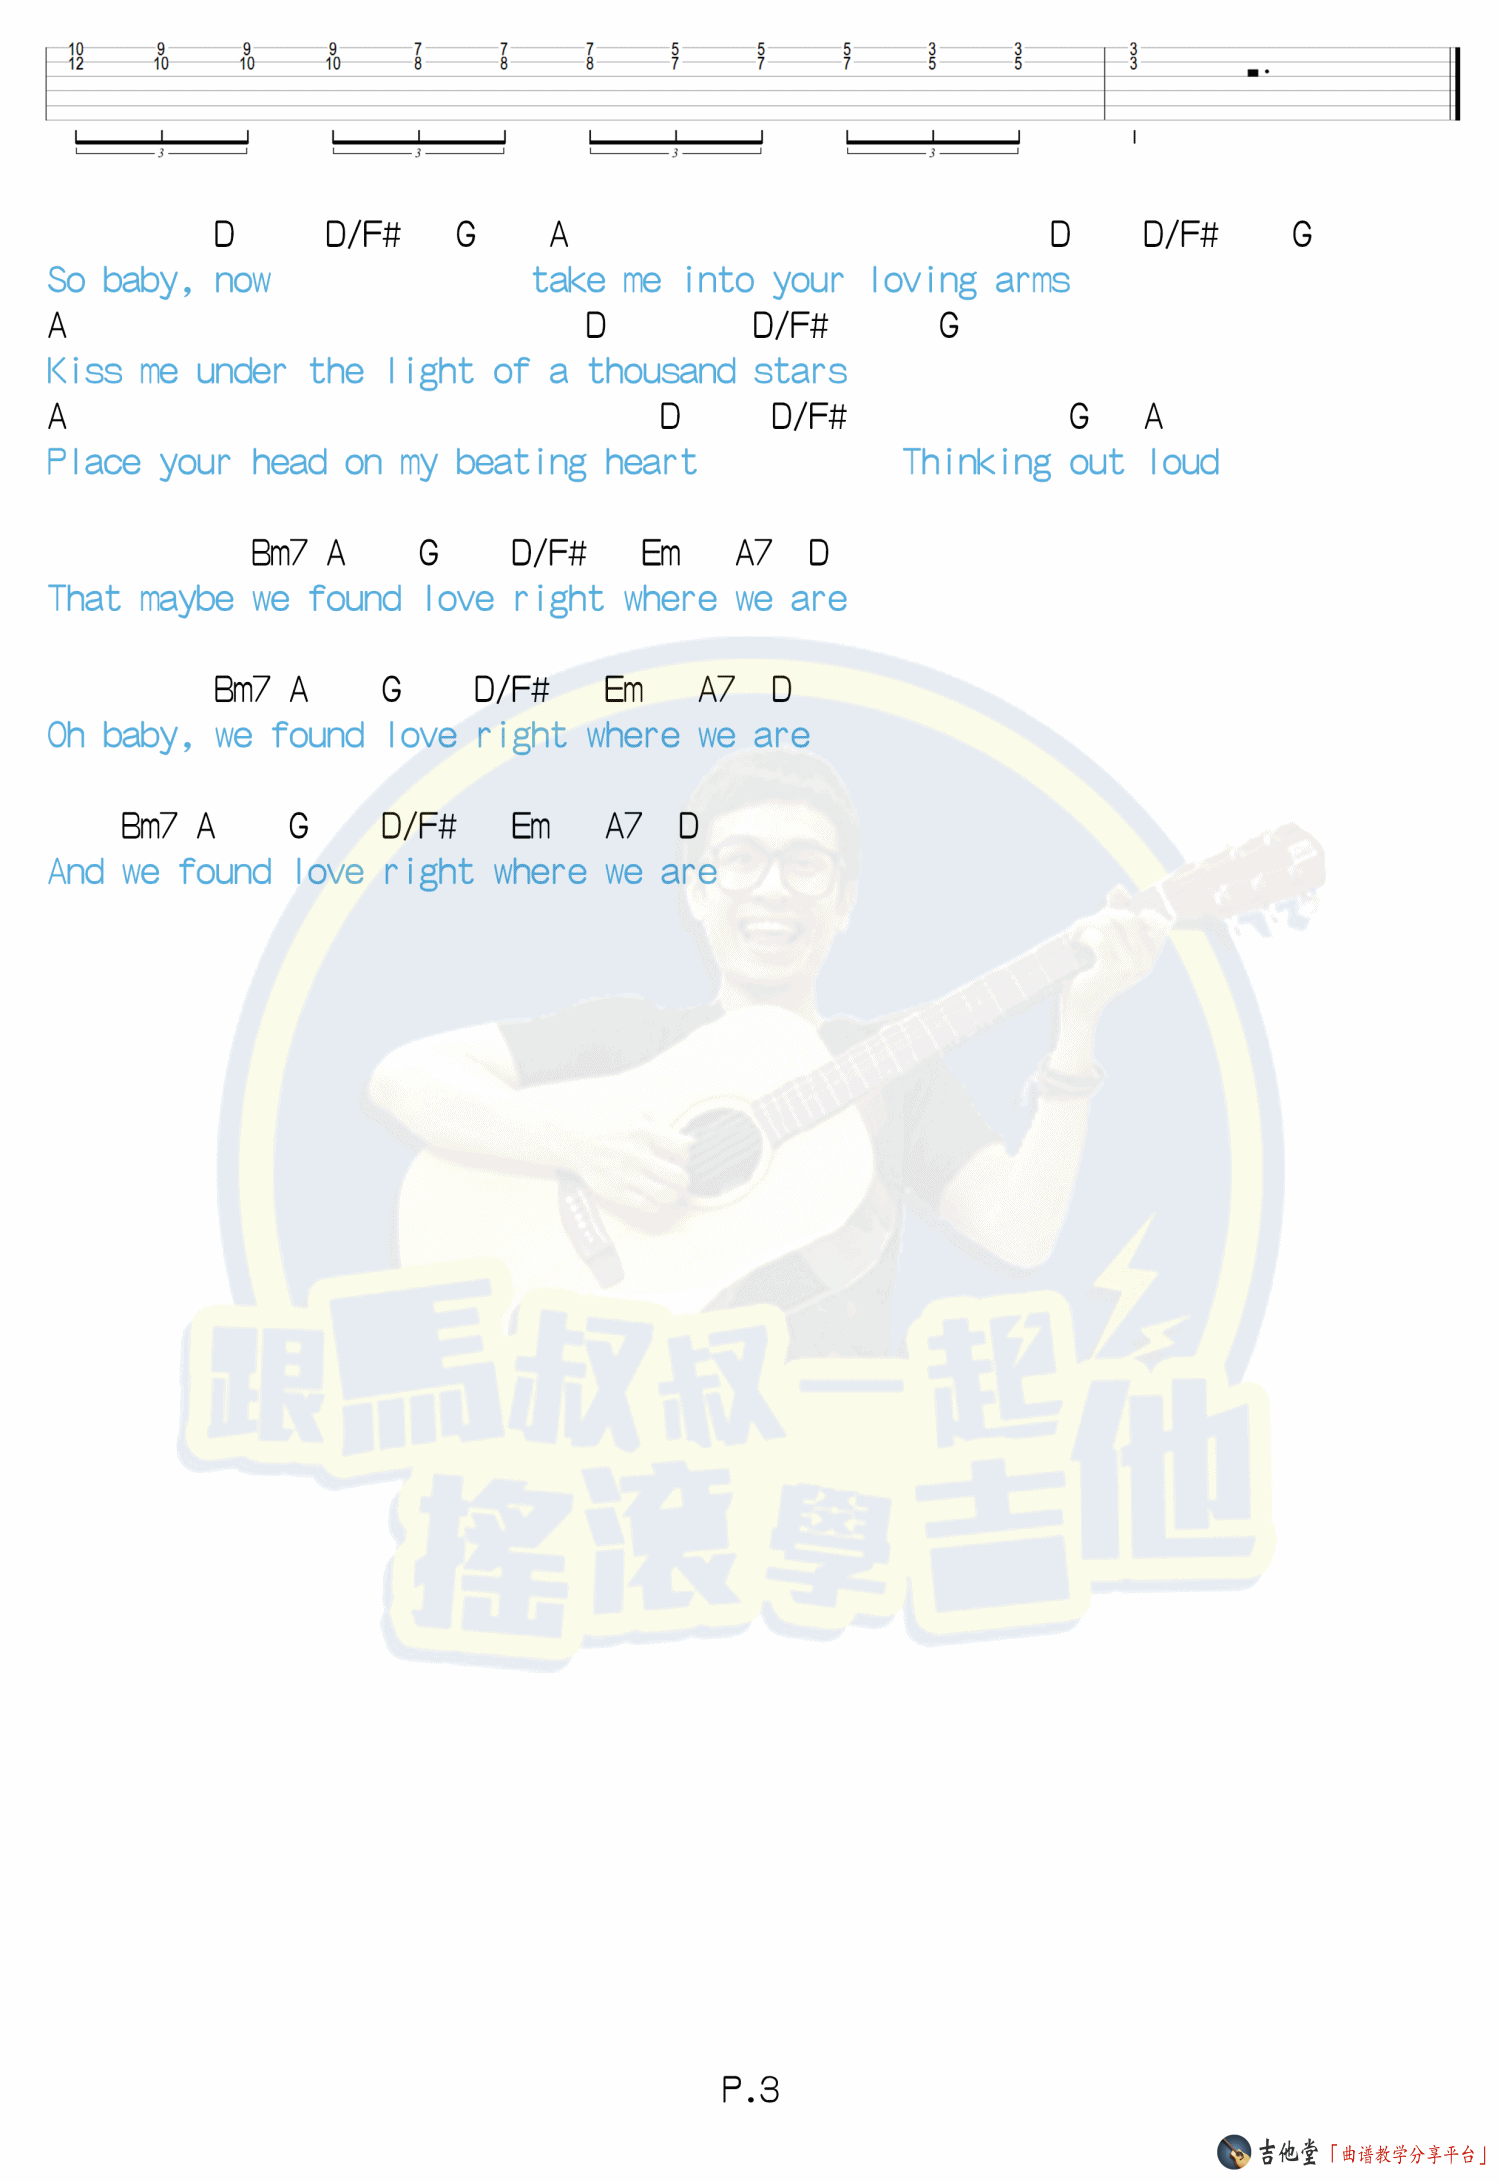 10 9 9 9 7 7 7 5 5 5 3 3 3
12 10 10 10 8 8 8 7 7 7 5 5 3
3 3 3 3
D D/F# G A D D/F# G
So baby, now take me into your loving arms
A D D/F# G
Kiss me under the light of a thousand stars
A D D/F# G A
Place your head on my beating heart Thinking out loud
Bm7 A G D/F# Em A7 D
That maybe we found love right where we are
Bm7 A G D/F# Em A7 D
Oh baby, we found love right where we are
Bm7 A G D/F# Em A7 D
And we found love right where we are
跟馬叔叔一起
搖滾學吉他
P.3
吉他堂「曲谱教学分享平台」